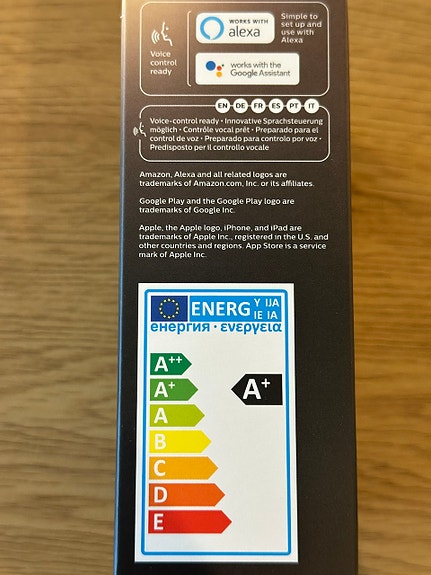 WORKS WITH
alexa
Simple to
set up and
use with
Alexa
Voice
control
ready
works with the
Google Assistant
EN DE FR ES PT IT
Voice-control ready • Innovative Sprachsteuerung
möglich • Contrôle vocal prêt • Preparado para el
control de voz • Preparado para controlo por voz •
Predisposto per il controllo vocale
Amazon, Alexa and all related logos are
trademarks of Amazon.com, Inc. or its affiliates.
Google Play and the Google Play logo are
trademarks of Google Inc.
Apple, the Apple logo, iPhone, and iPad are
trademarks of Apple Inc., registered in the U.S. and
other countries and regions. App Store is a service
mark of Apple Inc.
ENERG Y IJA
IE IA
енергия · ενεργεια
A++
A+
A+
A
B
C
D
E